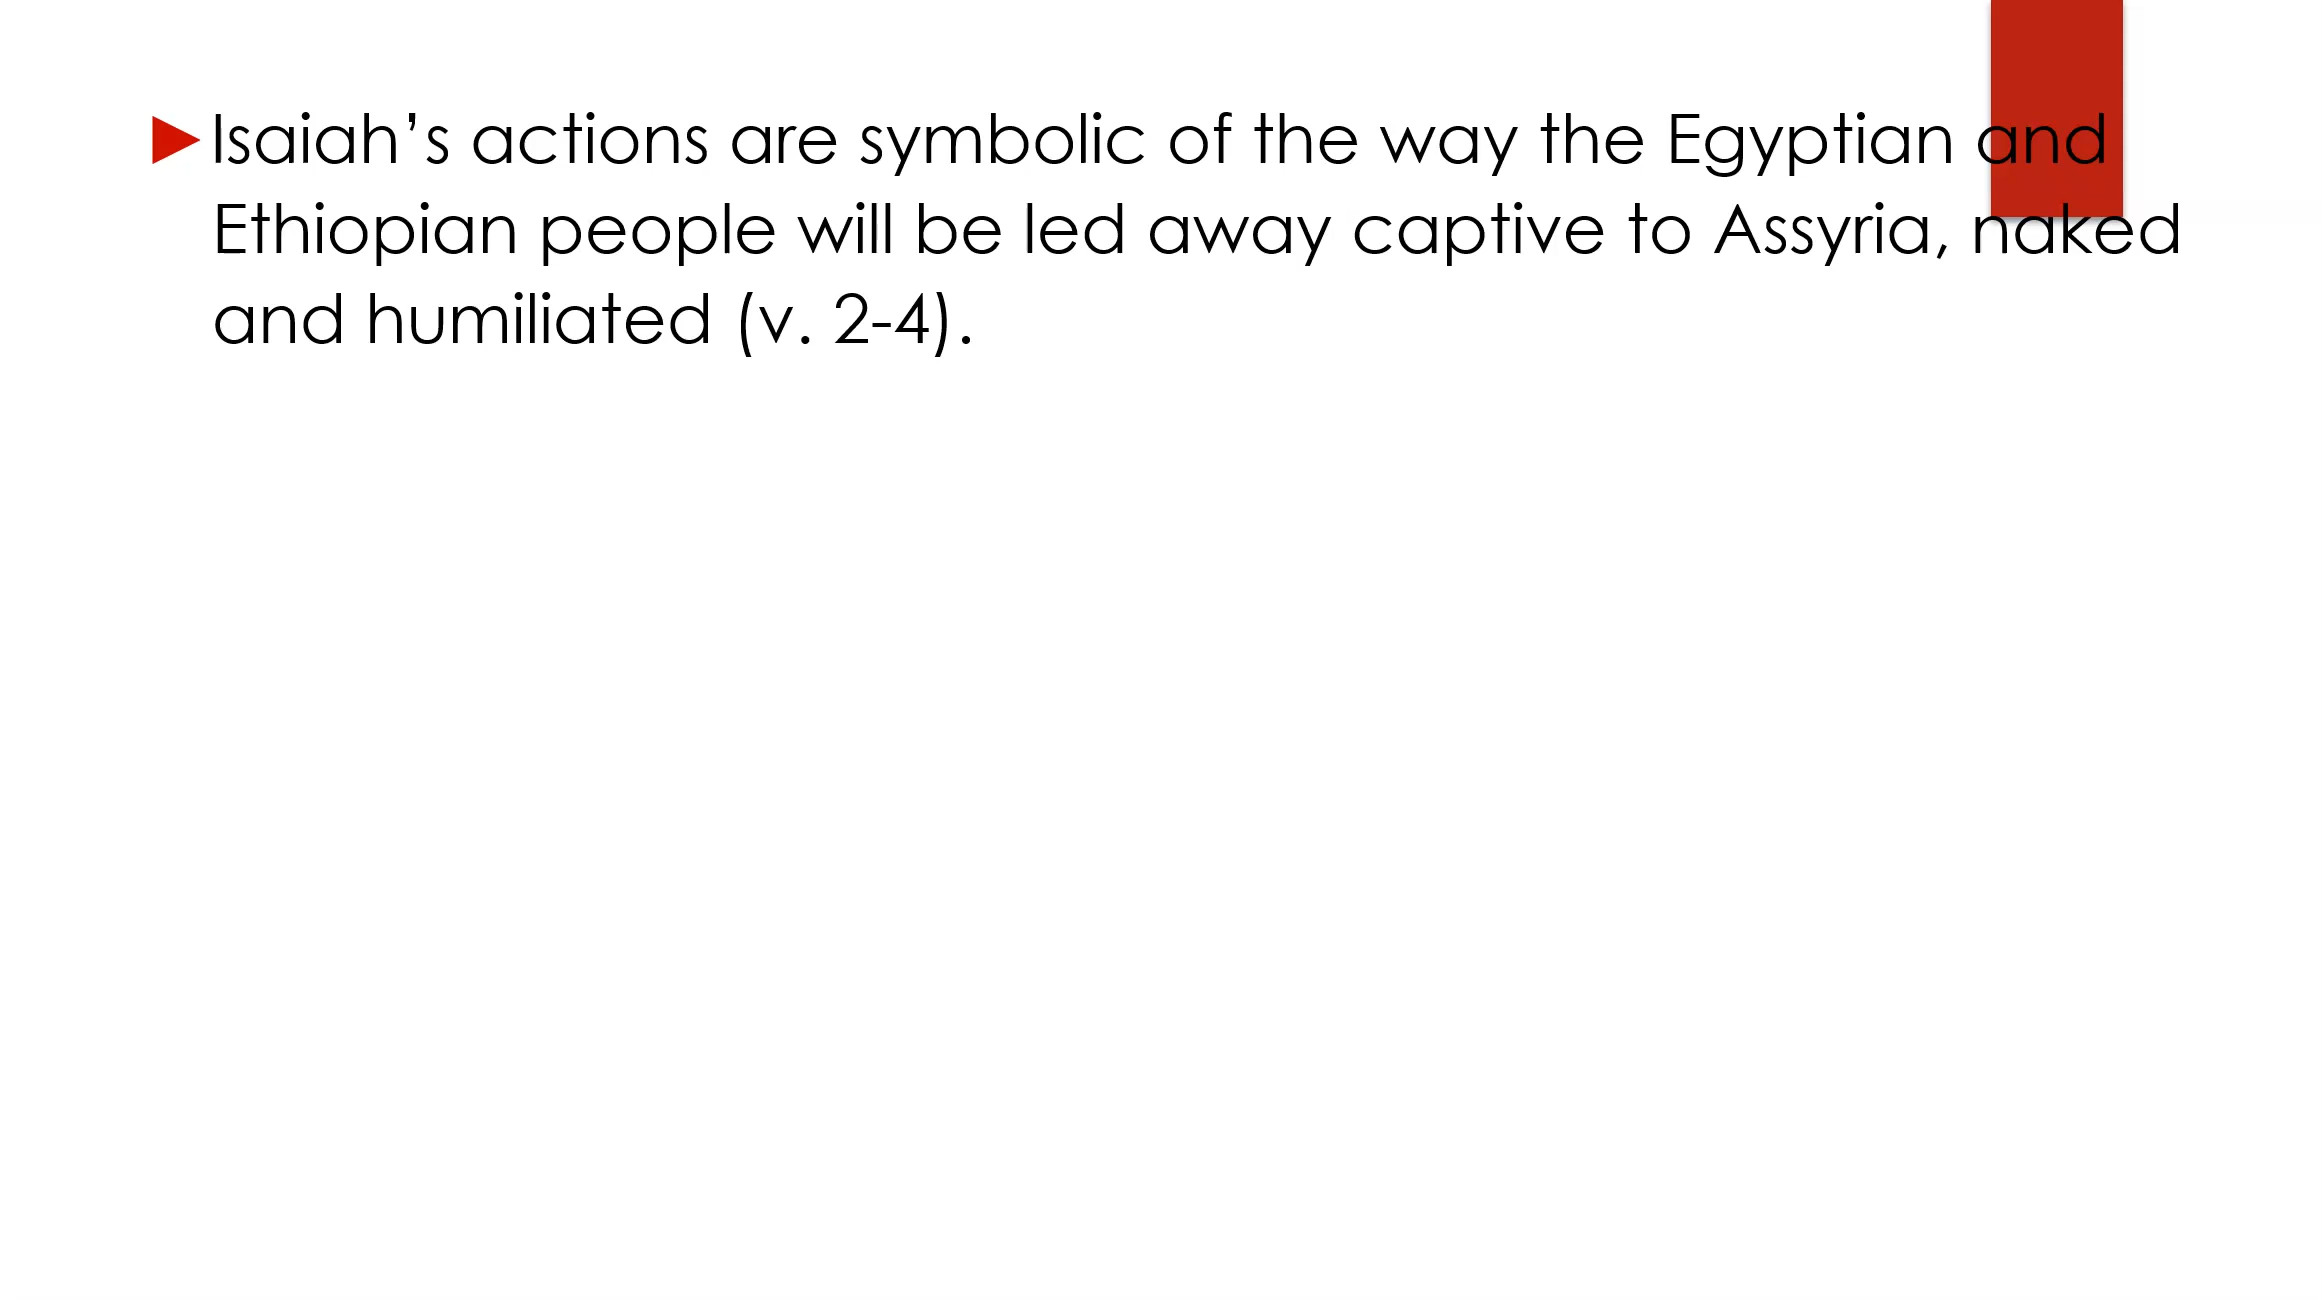 ►Isaiah’s actions are symbolic of the way the Egyptian and
Ethiopian people will be led away captive to Assyria, naked
and humiliated (v. 2-4).